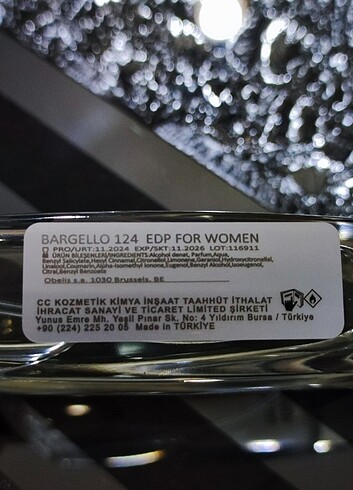 BARGELLO 124 EDP FOR WOMEN
PRO/URT:11.2024 EXP/SKT:11.2026 LOT:116911
ÜRÜN BİLEŞENLERİ/INGREDIENTS:Alcohol denat, Parfum,Aqua,
Benzyl Salicylate,Hexyl Cinnemal,Citronellol,Limonene,Geraniol,Hydroxycitronellal,
Linalool,Coumarin,Alpha-Isomethyl Ionone,Eugenol,Benzyl Alcohol,Isoeugenol,
Citral,Benzyl Benzoate
Obelis s.a. 1030 Brussels, BE
CC KOZMETİK KİMYA İNŞAAT TAAHHÜT İTHALAT
İHRACAT SANAYİ VE TİCARET LİMİTED ŞİRKETİ
Yunus Emre Mh. Yeşil Pınar Sk, No: 4 Yıldırım Bursa / Türkiye
+90 (224) 225 20 05 Made in TÜRKİYE